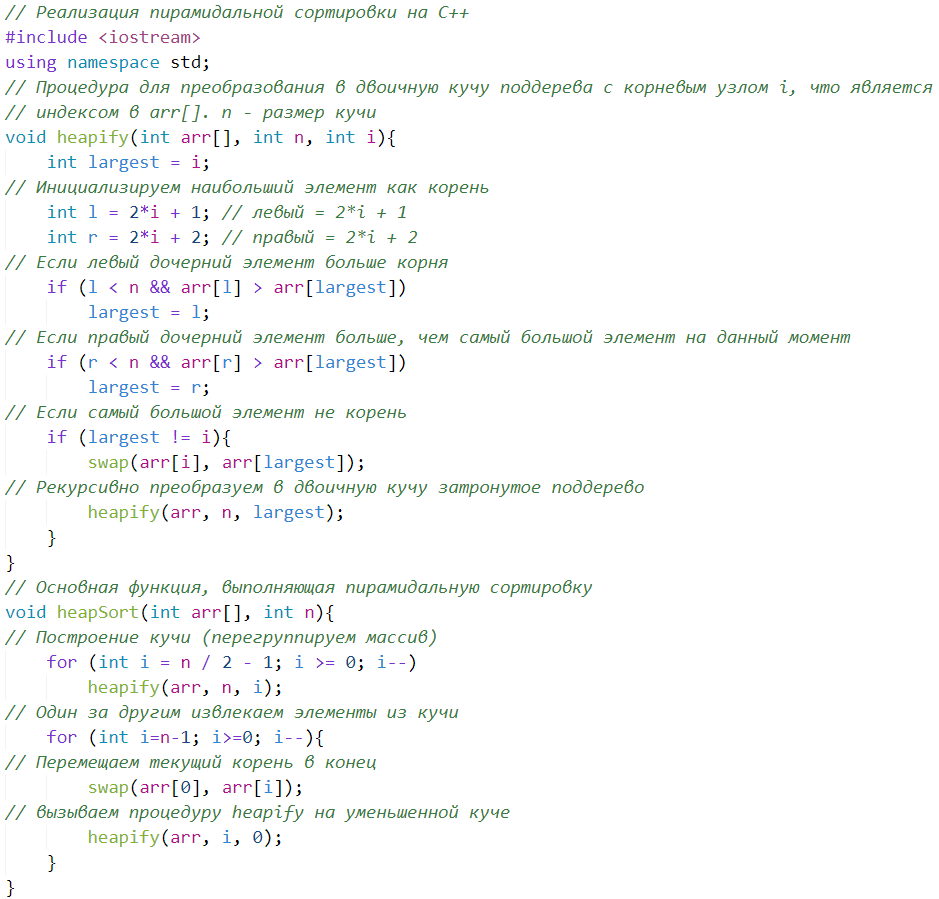 // Реализация пирамидальной сортировки на C++
#include <iostream>
using namespace std;
// Процедура для преобразования в двоичную кучу поддерева с корневым узлом i, что является
// индексом в arr[]. n - размер кучи
void heapify(int arr[], int n, int i){
    int largest = i;
// Инициализируем наибольший элемент как корень
    int l = 2*i + 1; // левый = 2*i + 1
    int r = 2*i + 2; // правый = 2*i + 2
// Если левый дочерний элемент больше корня
    if (l < n && arr[l] > arr[largest])
        largest = l;
// Если правый дочерний элемент больше, чем самый большой элемент на данный момент
    if (r < n && arr[r] > arr[largest])
        largest = r;
// Если самый большой элемент не корень
    if (largest != i){
        swap(arr[i], arr[largest]);
// Рекурсивно преобразуем в двоичную кучу затронутое поддерево
        heapify(arr, n, largest);
    }
}
// Основная функция, выполняющая пирамидальную сортировку
void heapSort(int arr[], int n){
// Построение кучи (перегруппируем массив)
    for (int i = n / 2 - 1; i >= 0; i--)
        heapify(arr, n, i);
// Один за другим извлекаем элементы из кучи
    for (int i=n-1; i>=0; i--){
// Перемещаем текущий корень в конец
        swap(arr[0], arr[i]);
// вызываем процедуру heapify на уменьшенной куче
        heapify(arr, i, 0);
    }
}